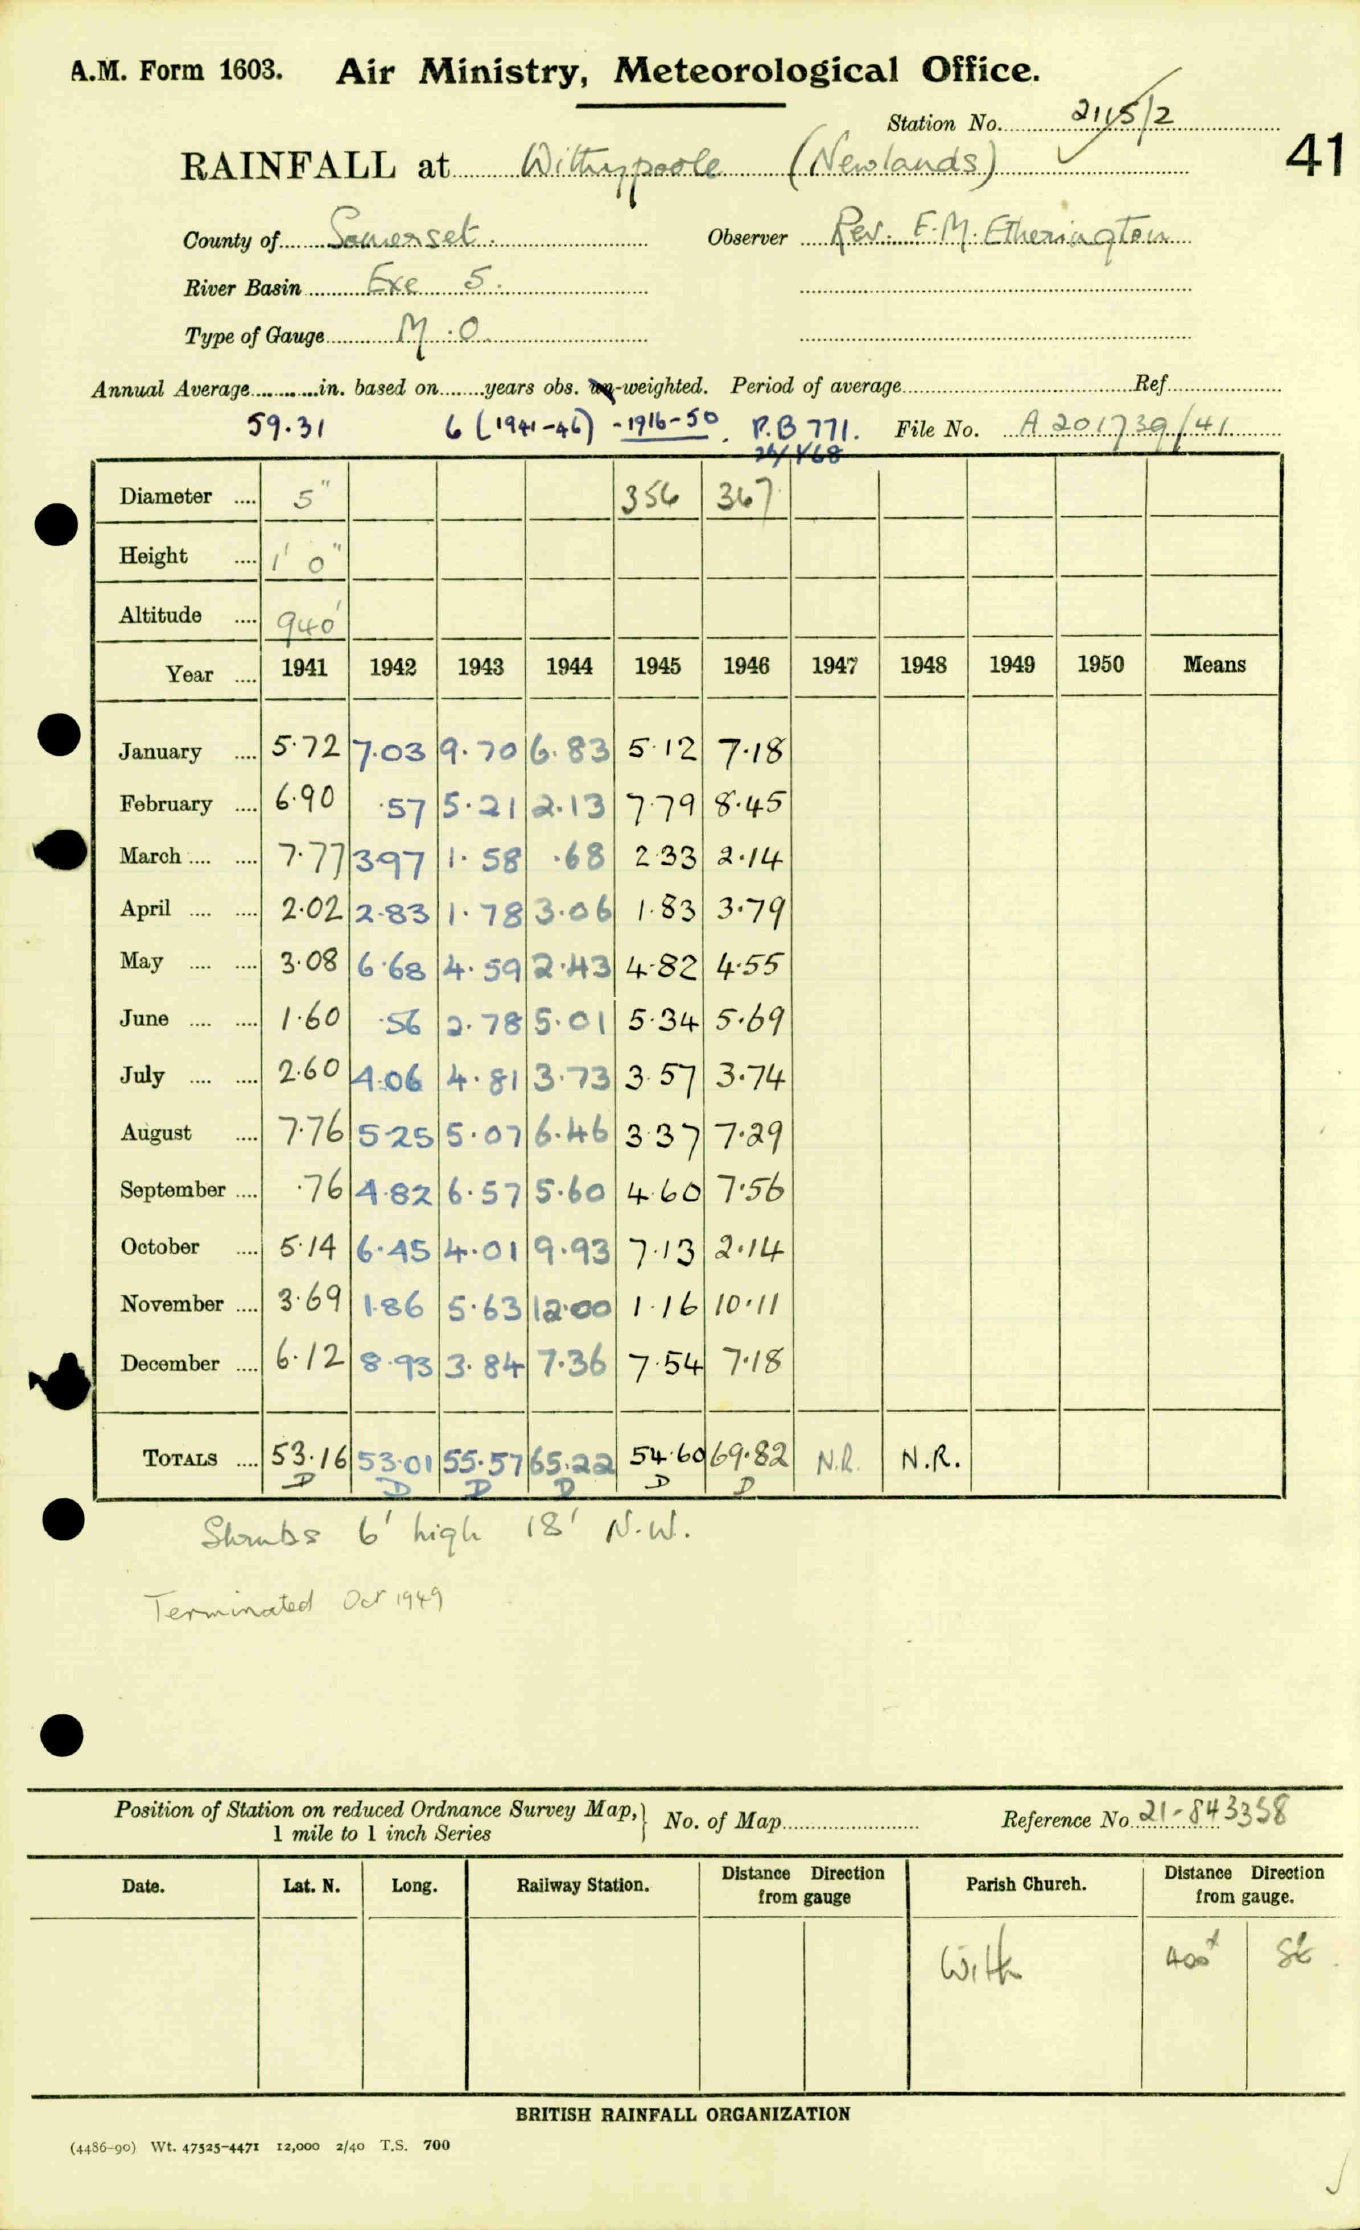 A.M. Form 1603. Air Ministry, Meteorological Office.
Station No. 2115/2
41
RAINFALL at Withypoole (Newlands)
County of Somerset. Observer Rev. E.M. Etherington
River Basin Exe 5.
Type of Gauge M.O.
Annual Average in. based on years obs. un-weighted. Period of average Ref
59.31 6 (1941-46) - 1916-50. P.B 771. File No. A 201739/41
Diameter 5" 356 367
Height 1' 0"
Altitude 940'
Year 1941 1942 1943 1944 1945 1946 1947 1948 1949 1950 Means
January 5.72 7.03 9.70 6.83 5.12 7.18
February 6.90 .57 5.21 2.13 7.79 8.45
March 7.77 3.97 1.58 .68 2.33 2.14
April 2.02 2.83 1.78 3.06 1.83 3.79
May 3.08 6.68 4.59 2.43 4.82 4.55
June 1.60 .56 2.78 5.01 5.34 5.69
July 2.60 4.06 4.81 3.73 3.57 3.74
August 7.76 5.25 5.07 6.46 3.37 7.29
September .76 4.82 6.57 5.60 4.60 7.56
October 5.14 6.45 4.01 9.93 7.13 2.14
November 3.69 1.86 5.63 12.00 1.16 10.11
December 6.12 8.93 3.84 7.36 7.54 7.18
TOTALS 53.16 53.01 55.57 65.22 54.60 69.82 N.R. N.R.
D D D D D D
Shrubs 6' high 18' N.W.
Terminated Oct 1949
Position of Station on reduced Ordnance Survey Map, 1 mile to 1 inch Series } No. of Map Reference No. 21-843358
Date. Lat. N. Long. Railway Station. Distance Direction from gauge Parish Church. Distance Direction from gauge.
With 400x SE
BRITISH RAINFALL ORGANIZATION
(4486-90) Wt. 47525-4471 12,000 2/40 T.S. 700